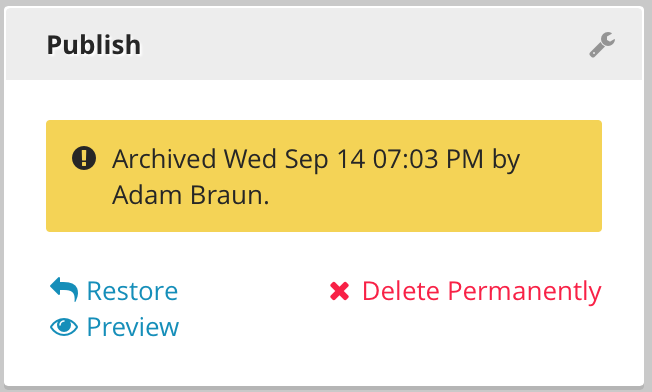 Publish
Archived Wed Sep 14 07:03 PM by
Adam Braun.
Restore
Delete Permanently
Preview